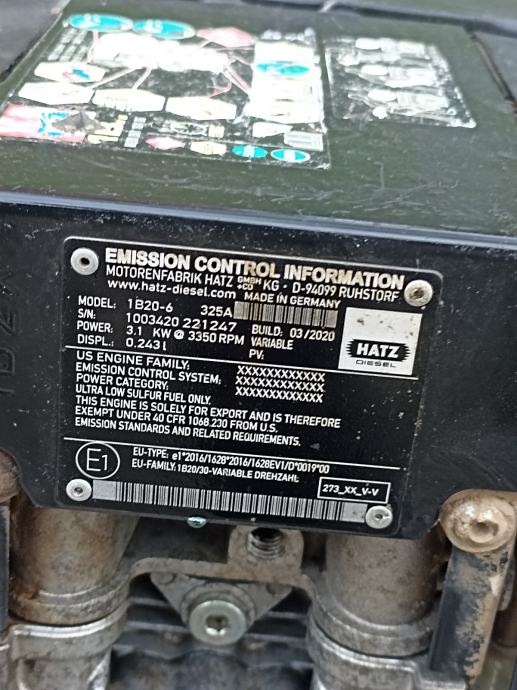 EMISSION CONTROL INFORMATION
MOTORENFABRIK HATZ GMBH +CO KG · D-94099 RUHSTORF
www.hatz-diesel.com MADE IN GERMANY
MODEL: 1B20-6 325A
S/N: 1003420 221247 BUILD: 03/2020
POWER: 3.1 KW @ 3350 RPM VARIABLE
DISPL.: 0.243 l PV:
HATZ
DIESEL
US ENGINE FAMILY: XXXXXXXXXXXXX
EMISSION CONTROL SYSTEM: XXXXXXXXXXXXX
POWER CATEGORY: XXXXXXXXXXXXX
ULTRA LOW SULFUR FUEL ONLY.
THIS ENGINE IS SOLELY FOR EXPORT AND IS THEREFORE
EXEMPT UNDER 40 CFR 1068.230 FROM U.S.
EMISSION STANDARDS AND RELATED REQUIREMENTS.
E1
EU-TYPE: e1*2016/1628*2016/1628EV1/D*0019*00
EU-FAMILY: 1B20/30-VARIABLE DREHZAHL
273_XX_V-V